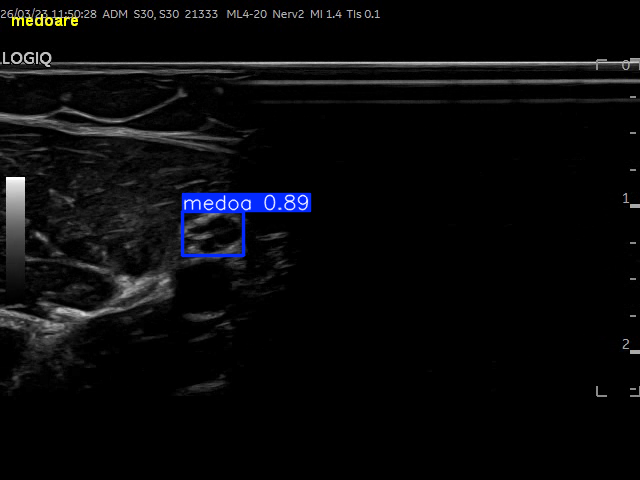 26/03/23 11:50:28 ADM S30, S30 21333 ML4-20 Nerv2 MI 1.4 TIs 0.1
medoare
LOGIQ
0
medoa 0.89
1
2